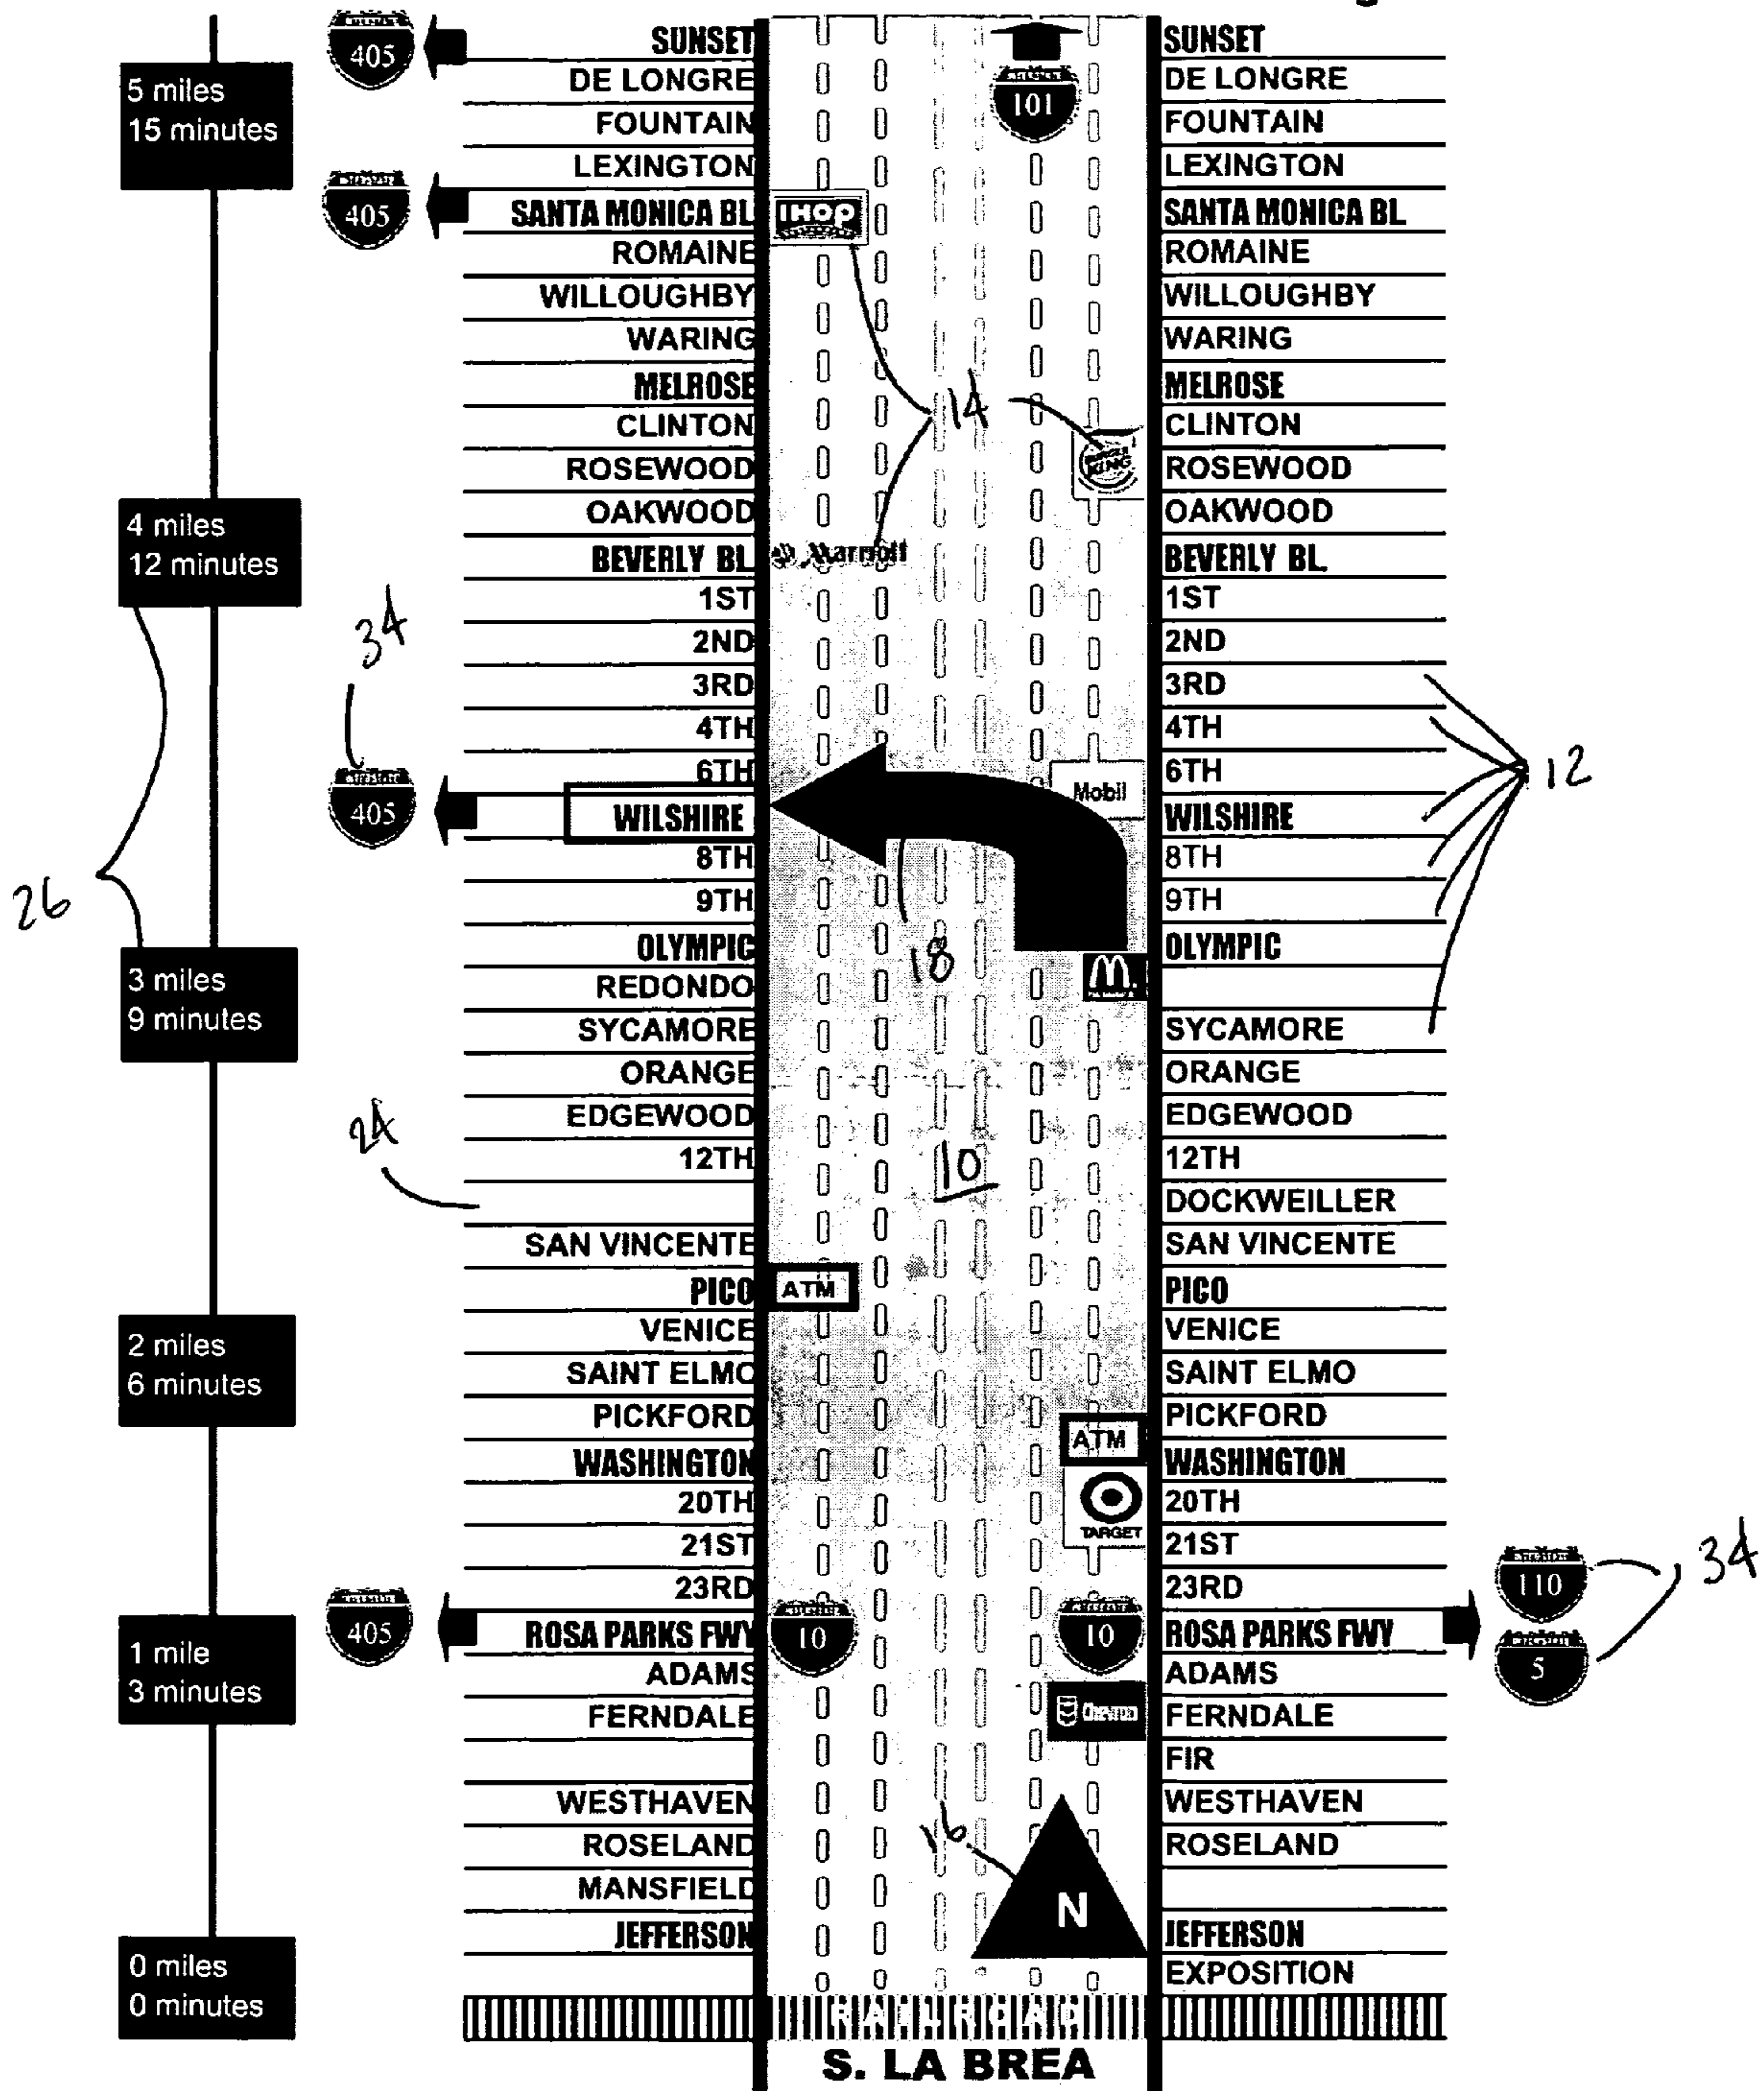 405
SUNSET
SUNSET
5 miles
15 minutes
DE LONGRE
101
DE LONGRE
FOUNTAIN
FOUNTAIN
LEXINGTON
LEXINGTON
405
SANTA MONICA BL
IHOP
SANTA MONICA BL
ROMAINE
ROMAINE
WILLOUGHBY
WILLOUGHBY
WARING
WARING
MELROSE
MELROSE
14
CLINTON
CLINTON
ROSEWOOD
BURGER KING
ROSEWOOD
4 miles
12 minutes
OAKWOOD
OAKWOOD
BEVERLY BL
Marriott
BEVERLY BL
1ST
1ST
34
2ND
2ND
3RD
3RD
4TH
4TH
12
6TH
Mobil
6TH
INTERSTATE
405
WILSHIRE
WILSHIRE
8TH
8TH
26
9TH
9TH
OLYMPIC
18
OLYMPIC
3 miles
9 minutes
REDONDO
SYCAMORE
SYCAMORE
ORANGE
ORANGE
24
EDGEWOOD
EDGEWOOD
12TH
10
12TH
DOCKWEILLER
SAN VINCENTE
SAN VINCENTE
PICO
ATM
PICO
2 miles
6 minutes
VENICE
VENICE
SAINT ELMO
SAINT ELMO
PICKFORD
PICKFORD
WASHINGTON
ATM
WASHINGTON
20TH
TARGET
20TH
21ST
21ST
34
23RD
23RD
110
405
ROSA PARKS FWY
10
10
ROSA PARKS FWY
5
1 mile
3 minutes
ADAMS
ADAMS
FERNDALE
Chevron
FERNDALE
FIR
WESTHAVEN
WESTHAVEN
ROSELAND
16
ROSELAND
MANSFIELD
N
JEFFERSON
JEFFERSON
0 miles
0 minutes
EXPOSITION
RAILROAD
S. LA BREA